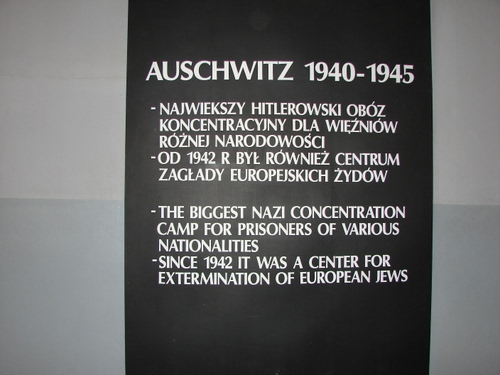 AUSCHWITZ 1940-1945
- NAJWIEKSZY HITLEROWSKI OBÓZ
KONCENTRACYJNY DLA WIĘŹNIÓW
RÓŻNEJ NARODOWOŚCI
- OD 1942 R BYŁ RÓWNIEŻ CENTRUM
ZAGŁADY EUROPEJSKICH ŻYDÓW
- THE BIGGEST NAZI CONCENTRATION
CAMP FOR PRISONERS OF VARIOUS
NATIONALITIES
- SINCE 1942 IT WAS A CENTER FOR
EXTERMINATION OF EUROPEAN JEWS